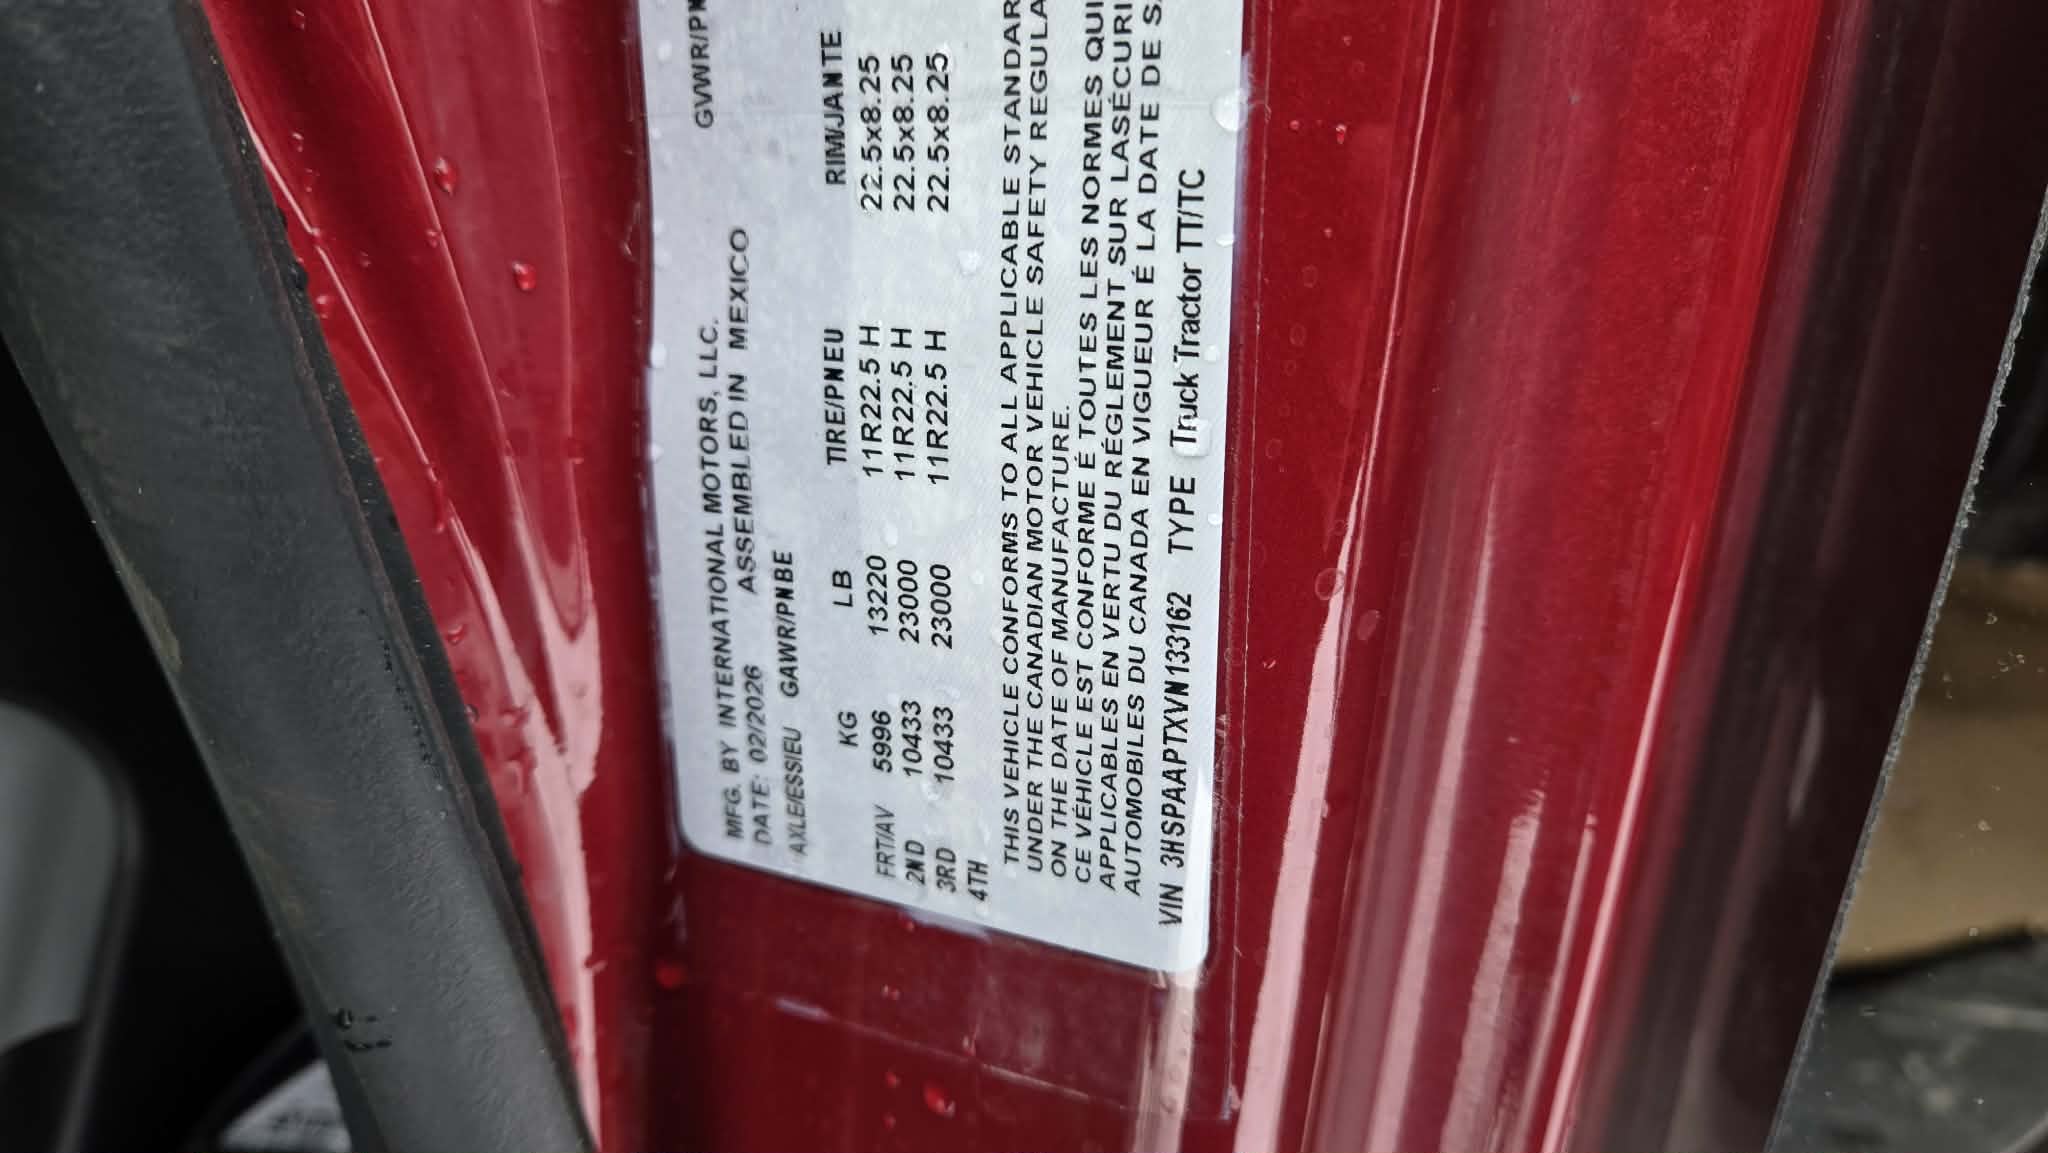 MFG. BY INTERNATIONAL MOTORS, LLC. GVWR/PN
DATE: 02/2026 ASSEMBLED IN MEXICO
AXLE/ESSIEU GAWR/PNBE
KG LB TIRE/PNEU RIM/JANTE
FRT/AV 5996 13220 11R22.5 H 22.5x8.25
2ND 10433 23000 11R22.5 H 22.5x8.25
3RD 10433 23000 11R22.5 H 22.5x8.25
4TH
THIS VEHICLE CONFORMS TO ALL APPLICABLE STANDAR
UNDER THE CANADIAN MOTOR VEHICLE SAFETY REGULA
ON THE DATE OF MANUFACTURE.
CE VÉHICLE EST CONFORME É TOUTES LES NORMES QUI
APPLICABLES EN VERTU DU RÉGLEMENT SUR LASÉCURI
AUTOMOBILES DU CANADA EN VIGUEUR É LA DATE DE S
VIN 3HSPAAPTXVN133162 TYPE Truck Tractor TT/TC